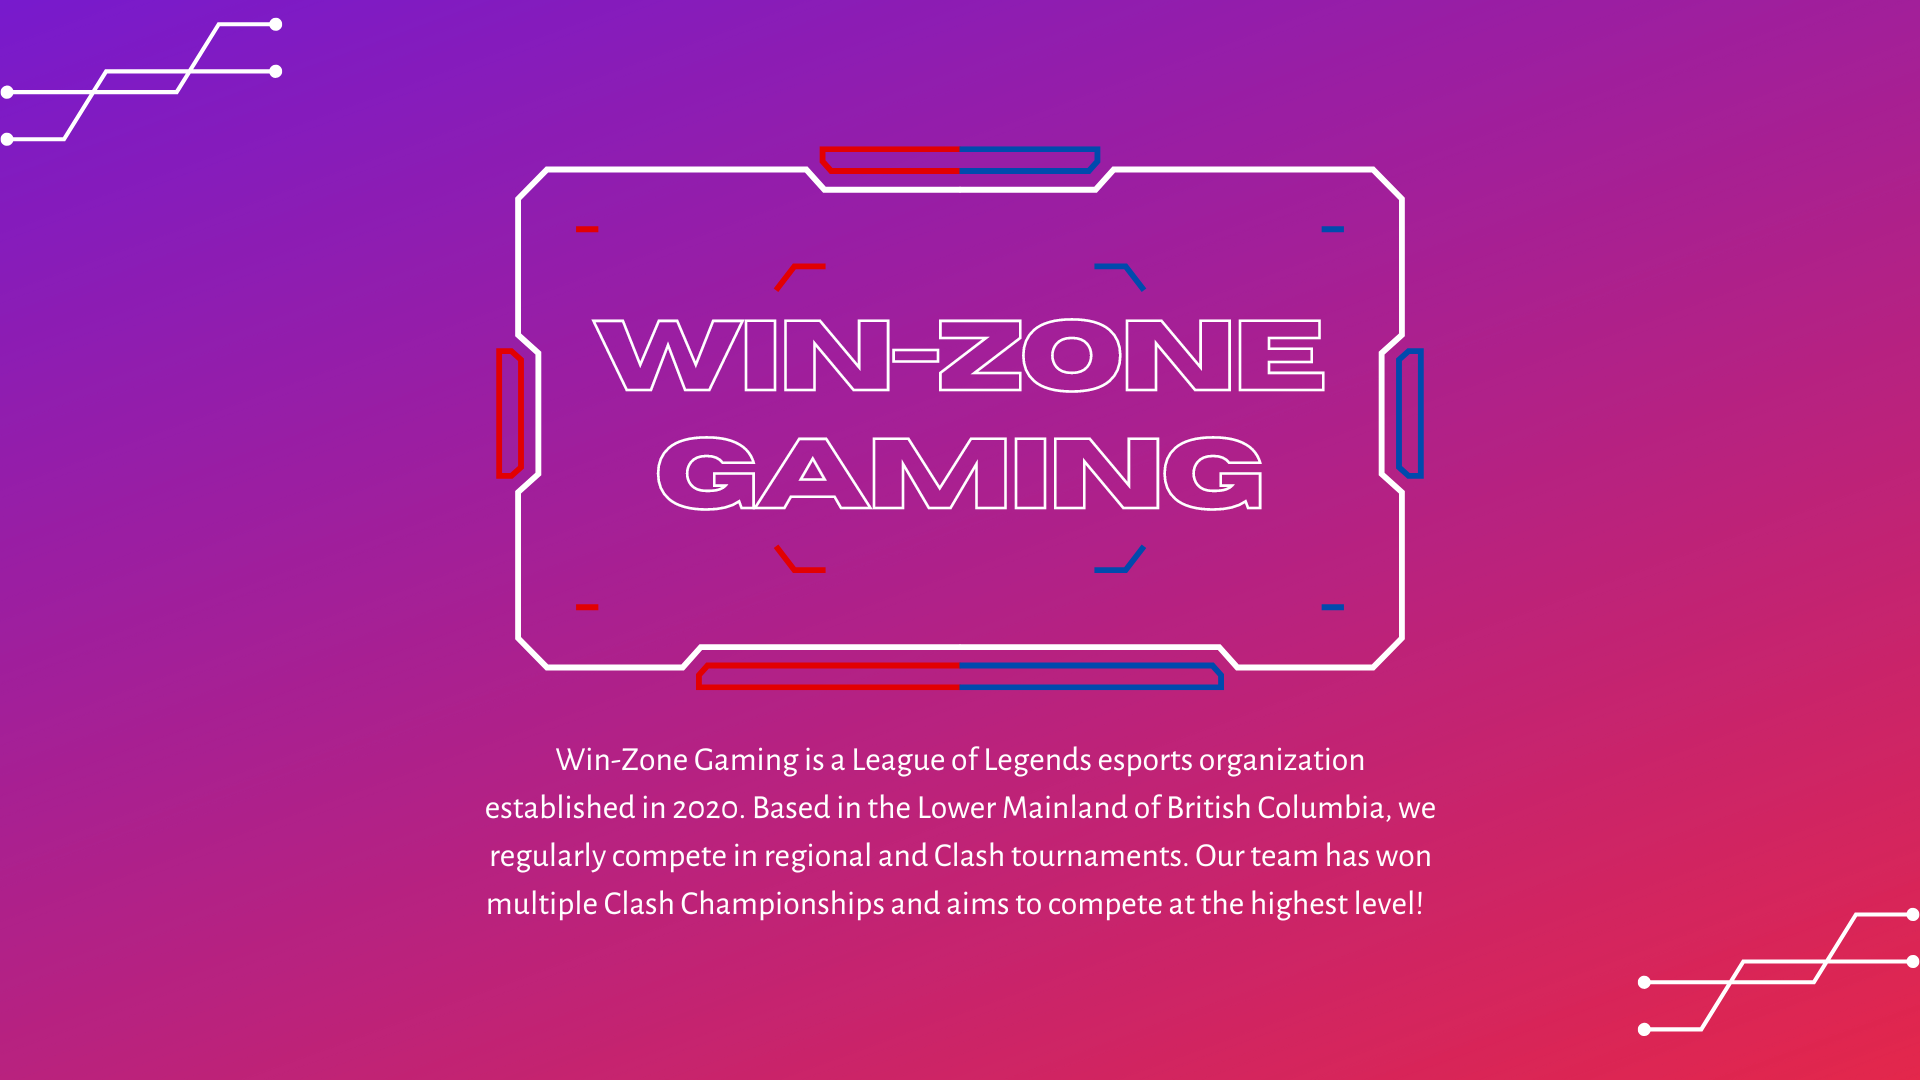 WIN-ZONE
GAMING
Win-Zone Gaming is a League of Legends esports organization
established in 2020. Based in the Lower Mainland of British Columbia, we
regularly compete in regional and Clash tournaments. Our team has won
multiple Clash Championships and aims to compete at the highest level!